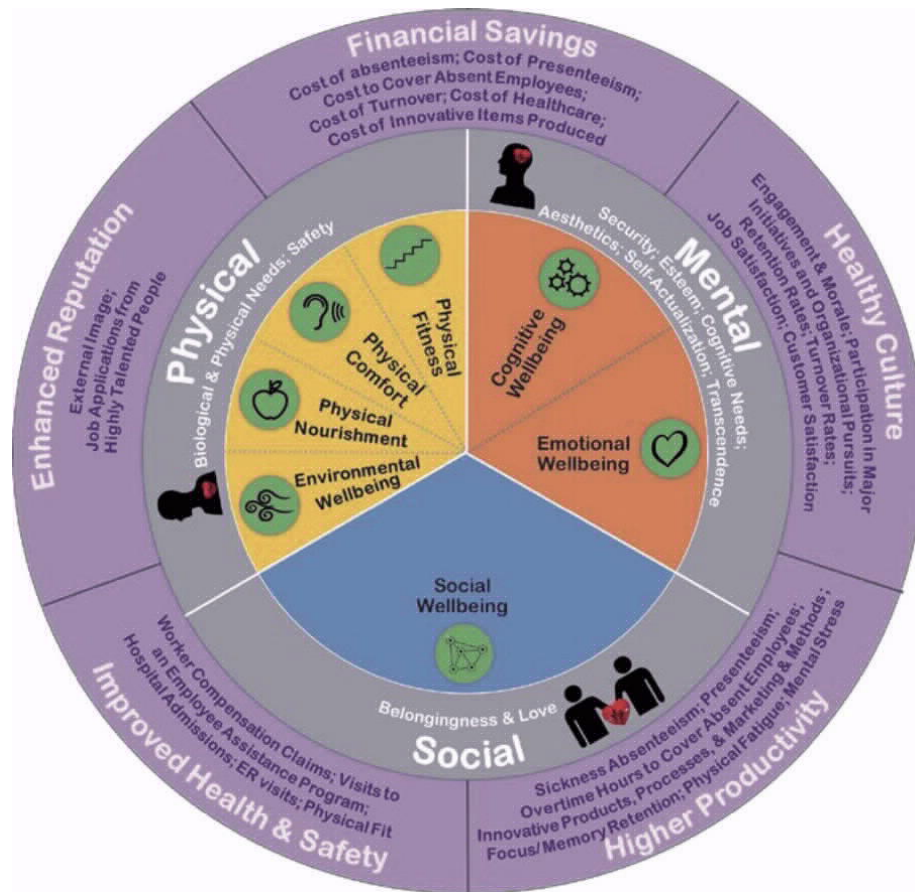 Financial Savings
Cost of absenteeism; Cost of Presenteeism;
Cost to Cover Absent Employees;
Cost of Turnover; Cost of Healthcare;
Cost of Innovative Items Produced
Healthy Culture
Engagement & Morale; Participation in Major
Initiatives and Organizational Pursuits;
Retention Rates; Turnover Rates;
Job Satisfaction; Customer Satisfaction
Higher Productivity
Sickness Absenteeism; Presenteeism;
Overtime Hours to Cover Absent Employees;
Innovative Products, Processes, & Marketing & Methods;
Focus/Memory Retention; Physical Fatigue; Mental Stress
Improved Health & Safety
Worker Compensation Claims; Visits to
an Employee Assistance Program;
Hospital Admissions; ER visits; Physical Fit
Enhanced Reputation
External Image;
Job Applications from
Highly Talented People
Physical
Biological & Physical Needs; Safety
Physical
Fitness
Physical
Comfort
Physical
Nourishment
Environmental
Wellbeing
Mental
Security; Esteem; Cognitive Needs;
Aesthetics; Self-Actualization; Transcendence
Cognitive
Wellbeing
Emotional
Wellbeing
Social
Wellbeing
Belongingness & Love
Social